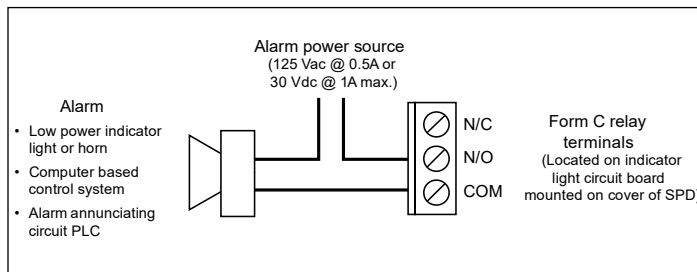 Alarm power source
(125 Vac @ 0.5A or
30 Vdc @ 1A max.)
Alarm
• Low power indicator
light or horn
• Computer based
control system
• Alarm annunciating
circuit PLC
N/C
N/O
COM
Form C relay
terminals
(Located on indicator
light circuit board
mounted on cover of SPD)